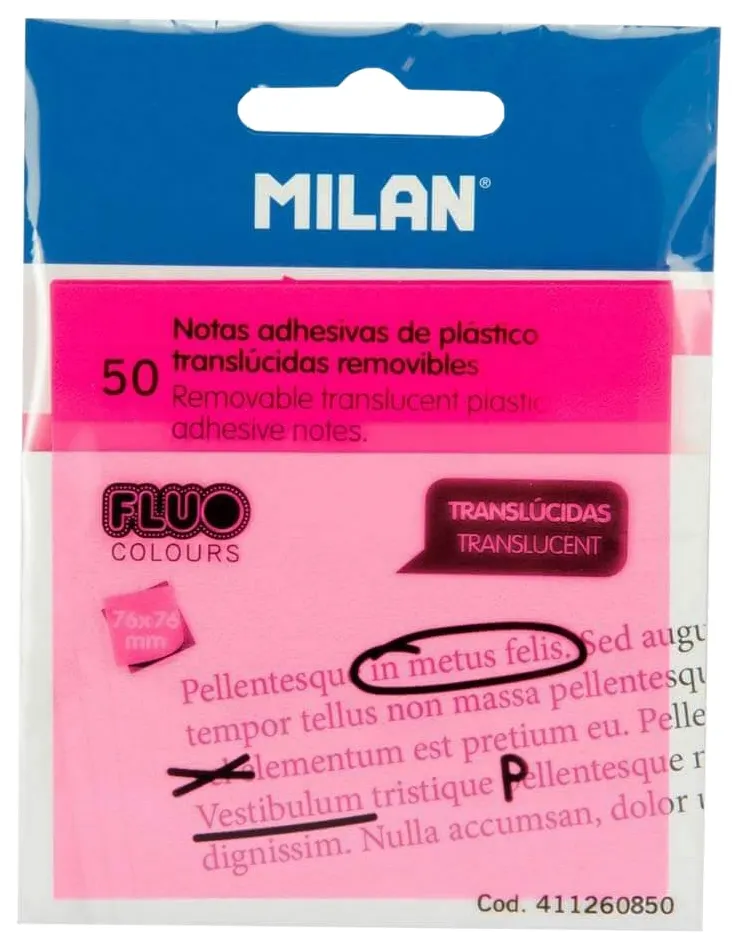 MILAN®
50
Notas adhesivas de plástico
translúcidas removibles
Removable translucent plastic
adhesive notes.
FLUO
COLOURS
TRANSLÚCIDAS
TRANSLUCENT
76x76
mm
Pellentesqu in metus felis. Sed augu
tempor tellus non massa pellentesqu
elementum est pretium eu. Pelle
Vestibulum tristique pellentesque r
dignissim. Nulla accumsan, dolor
Cod. 411260850